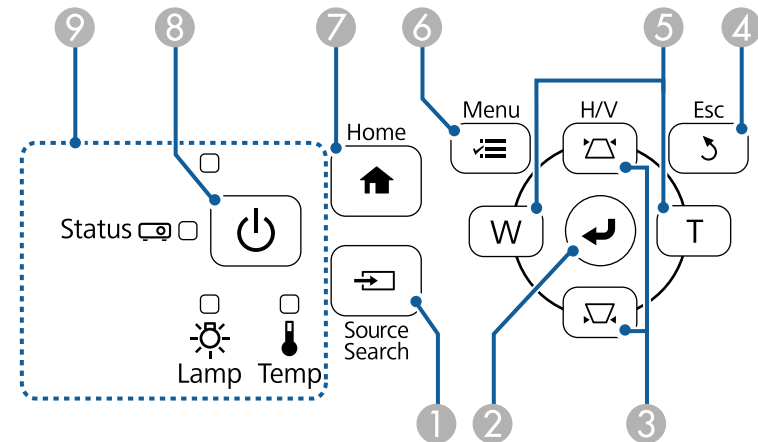 9 8 7 6 5 4
Menu H/V Esc
Home
Status W T
Source
Search
Lamp Temp
1 2 3